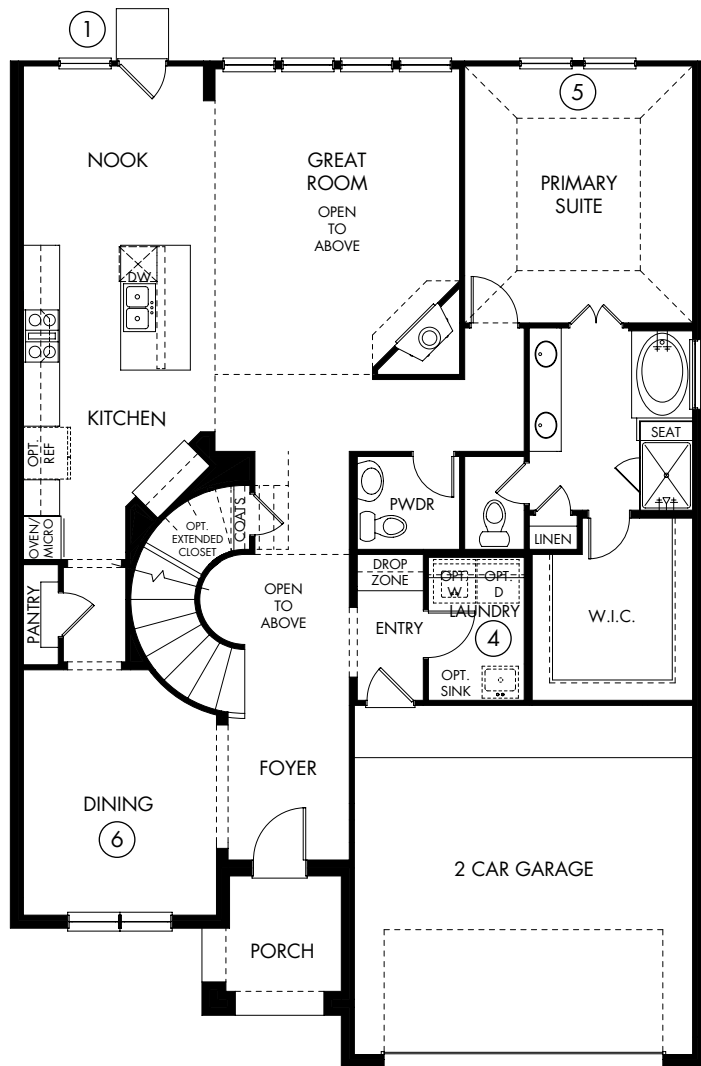 1
5
NOOK
GREAT
ROOM
OPEN
TO
ABOVE
PRIMARY
SUITE
DW
KITCHEN
OPT.
REF
SEAT
OVEN/
MICRO
OPT.
EXTENDED
CLOSET
COATS
PWDR
LINEN
PANTRY
OPEN
TO
ABOVE
DROP
ZONE
OPT.
W
OPT.
D
LAUNDRY
4
ENTRY
OPT.
SINK
W.I.C.
FOYER
DINING
6
2 CAR GARAGE
PORCH